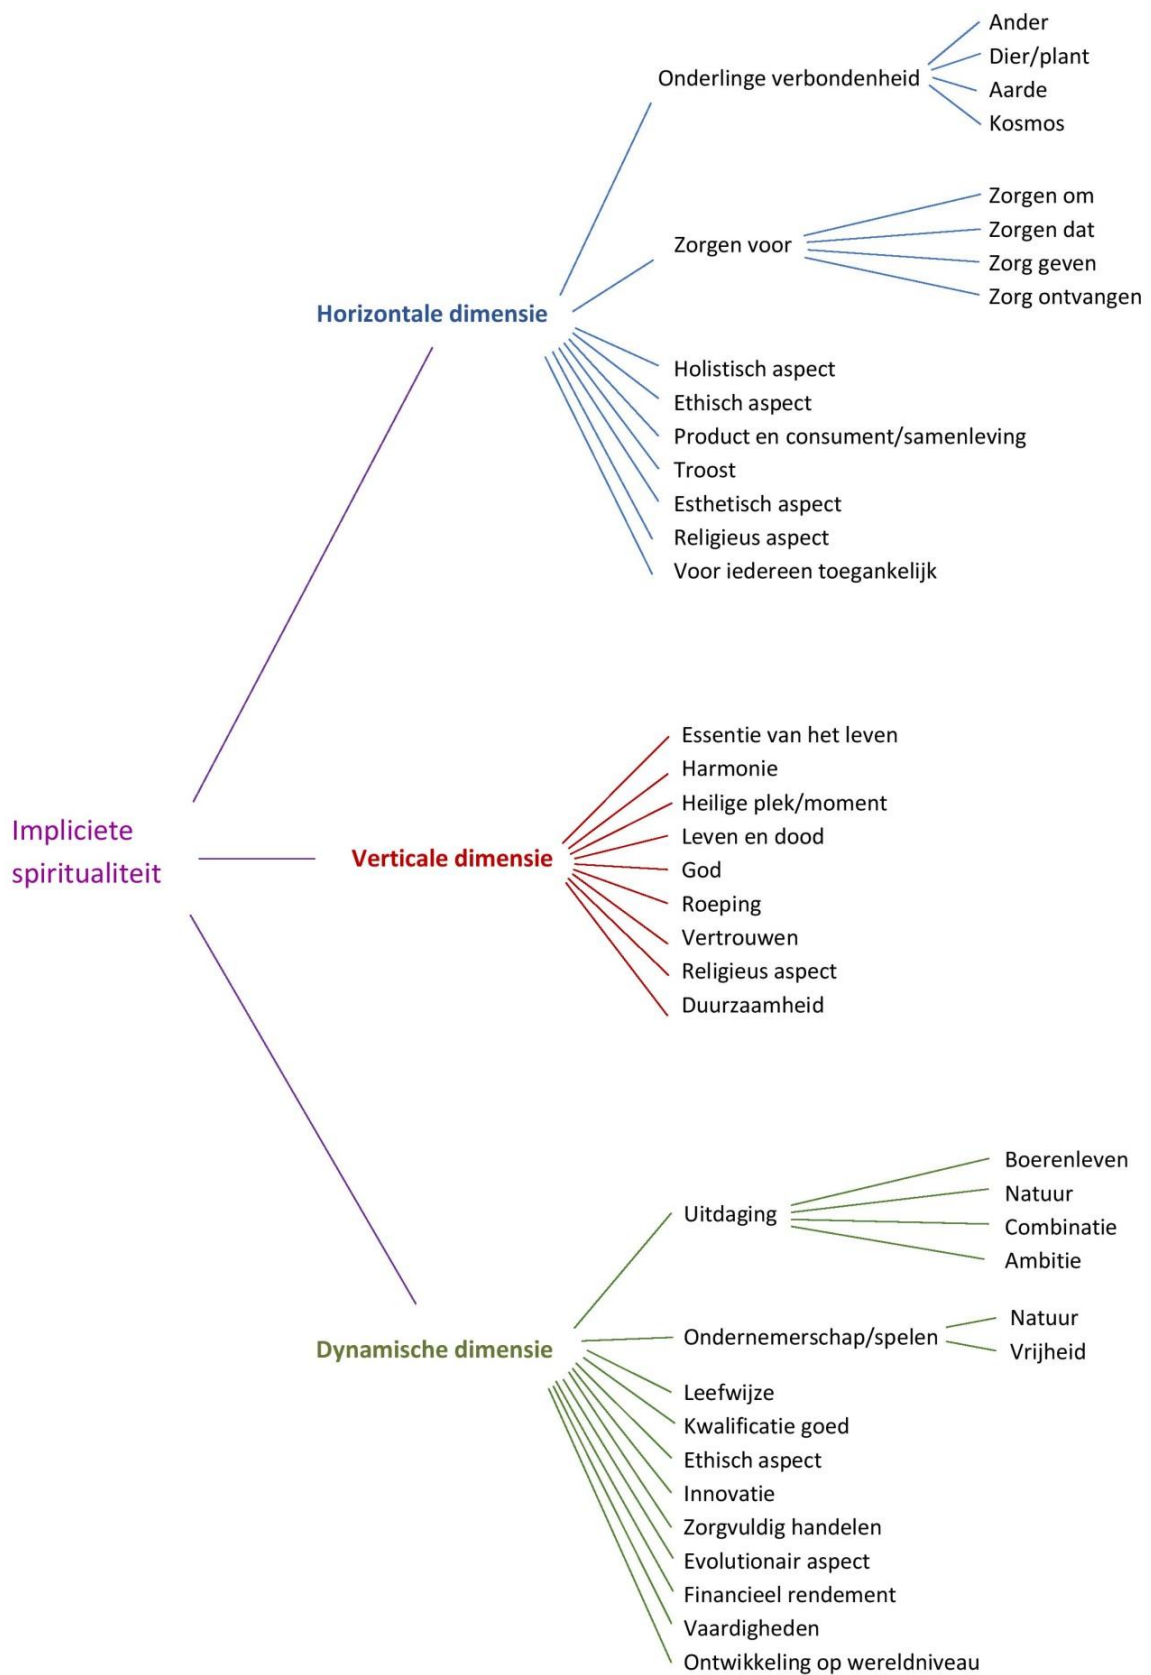 Ander
Dier/plant
Onderlinge verbondenheid
Aarde
Kosmos
Zorgen om
Zorgen dat
Zorgen voor
Zorg geven
Zorg ontvangen
Horizontale dimensie
Holistisch aspect
Ethisch aspect
Product en consument/samenleving
Troost
Esthetisch aspect
Religieus aspect
Voor iedereen toegankelijk
Essentie van het leven
Harmonie
Heilige plek/moment
Impliciete
spiritualiteit
Leven en dood
Verticale dimensie
God
Roeping
Vertrouwen
Religieus aspect
Duurzaamheid
Boerenleven
Natuur
Uitdaging
Combinatie
Ambitie
Natuur
Ondernemerschap/spelen
Vrijheid
Dynamische dimensie
Leefwijze
Kwalificatie goed
Ethisch aspect
Innovatie
Zorgvuldig handelen
Evolutionair aspect
Financieel rendement
Vaardigheden
Ontwikkeling op wereldniveau